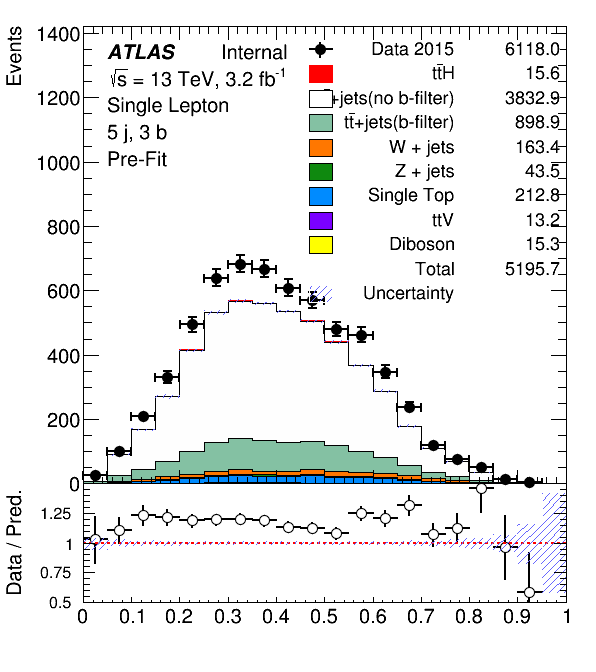 Events
1400
1200
1000
800
600
400
200
0
ATLAS Internal
√s = 13 TeV, 3.2 fb⁻¹
Single Lepton
5 j, 3 b
Pre-Fit
Data 2015 6118.0
tt̄H 15.6
+jets(no b-filter) 3832.9
tt̄+jets(b-filter) 898.9
W + jets 163.4
Z + jets 43.5
Single Top 212.8
ttV 13.2
Diboson 15.3
Total 5195.7
Uncertainty
Data / Pred.
1.25
1
0.75
0.5
0 0.1 0.2 0.3 0.4 0.5 0.6 0.7 0.8 0.9 1